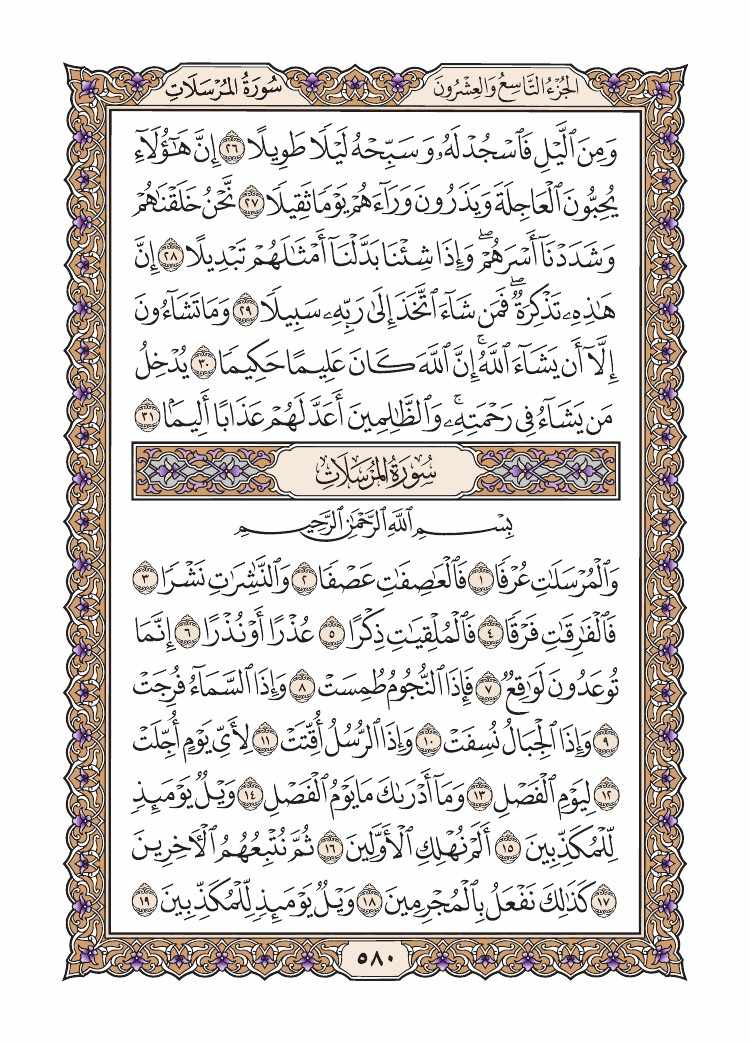 الجُزْءُ التَّاسِعُ وَالعِشْرُونَ
سُورَةُ المُرْسَلَاتِ
وَمِنَ ٱلَّيْلِ فَٱسْجُدْ لَهُۥ وَسَبِّحْهُ لَيْلًا طَوِيلًا ٢٦ إِنَّ هَٰٓؤُلَآءِ
يُحِبُّونَ ٱلْعَاجِلَةَ وَيَذَرُونَ وَرَآءَهُمْ يَوْمًا ثَقِيلًا ٢٧ نَّحْنُ خَلَقْنَٰهُمْ
وَشَدَدْنَآ أَسْرَهُمْۖ وَإِذَا شِئْنَا بَدَّلْنَآ أَمْثَٰلَهُمْ تَبْدِيلًا ٢٨ إِنَّ
هَٰذِهِۦ تَذْكِرَةٌۖ فَمَن شَآءَ ٱتَّخَذَ إِلَىٰ رَبِّهِۦ سَبِيلًا ٢٩ وَمَا تَشَآءُونَ
إِلَّآ أَن يَشَآءَ ٱللَّهُۚ إِنَّ ٱللَّهَ كَانَ عَلِيمًا حَكِيمًا ٣٠ يُدْخِلُ
مَن يَشَآءُ فِى رَحْمَتِهِۦۚ وَٱلظَّٰلِمِينَ أَعَدَّ لَهُمْ عَذَابًا أَلِيمًۢا ٣١
سُورَةُ المُرْسَلَاتِ
بِسْمِ ٱللَّهِ ٱلرَّحْمَٰنِ ٱلرَّحِيمِ
وَٱلْمُرْسَلَٰتِ عُرْفًا ١ فَٱلْعَٰصِفَٰتِ عَصْفًا ٢ وَٱلنَّٰشِرَٰتِ نَشْرًا ٣
فَٱلْفَٰرِقَٰتِ فَرْقًا ٤ فَٱلْمُلْقِيَٰتِ ذِكْرًا ٥ عُذْرًا أَوْ نُذْرًا ٦ إِنَّمَا
تُوعَدُونَ لَوَٰقِعٌ ٧ فَإِذَا ٱلنُّجُومُ طُمِسَتْ ٨ وَإِذَا ٱلسَّمَآءُ فُرِجَتْ
٩ وَإِذَا ٱلْجِبَالُ نُسِفَتْ ١٠ وَإِذَا ٱلرُّسُلُ أُقِّتَتْ ١١ لِأَىِّ يَوْمٍ أُجِّلَتْ
١٢ لِيَوْمِ ٱلْفَصْلِ ١٣ وَمَآ أَدْرَىٰكَ مَا يَوْمُ ٱلْفَصْلِ ١٤ وَيْلٌ يَوْمَئِذٍ
لِّلْمُكَذِّبِينَ ١٥ أَلَمْ نُهْلِكِ ٱلْأَوَّلِينَ ١٦ ثُمَّ نُتْبِعُهُمُ ٱلْءَاخِرِينَ
١٧ كَذَٰلِكَ نَفْعَلُ بِٱلْمُجْرِمِينَ ١٨ وَيْلٌ يَوْمَئِذٍ لِّلْمُكَذِّبِينَ ١٩
٥٨٠